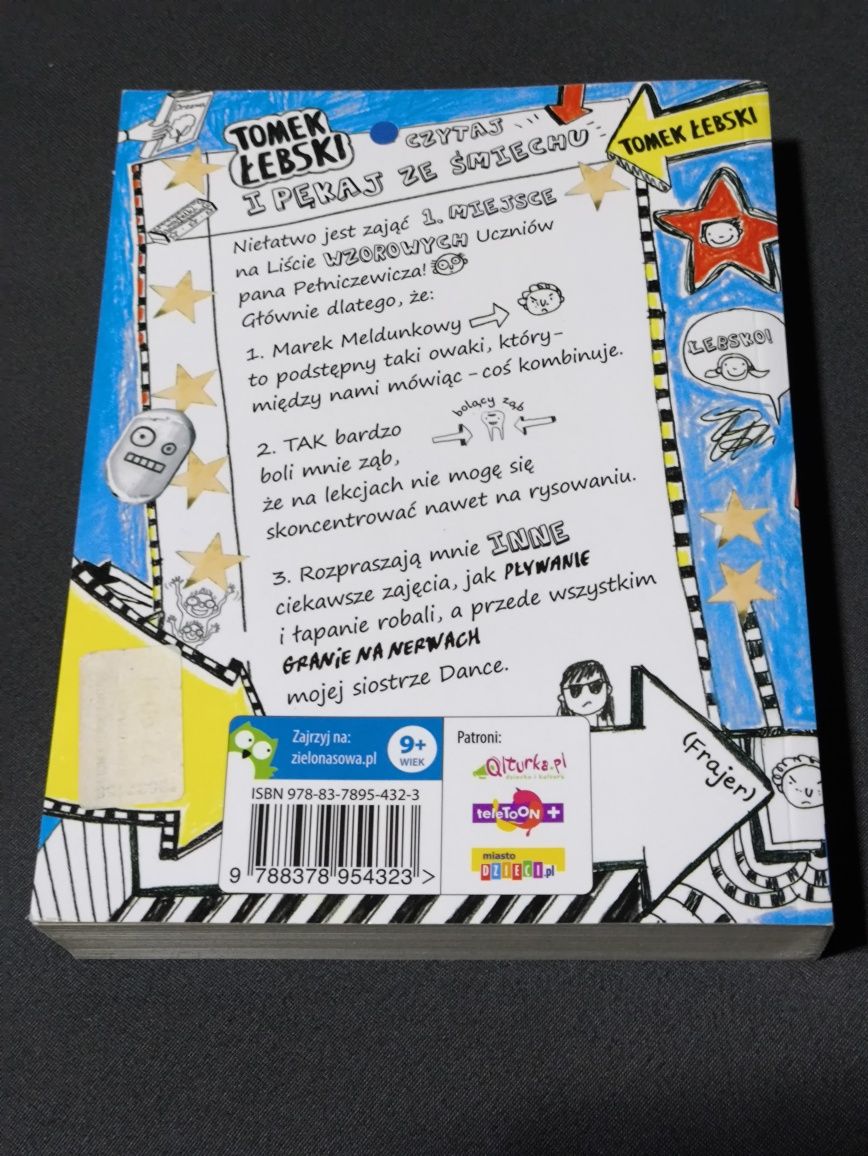 Drzewa
TOMEK
ŁEBSKI
CZYTAJ
I PĘKAJ ZE ŚMIECHU
TOMEK ŁEBSKI
Niełatwo jest zająć 1. MIEJSCE
na Liście WZOROWYCH Uczniów
pana Pełniczewicza!
Głównie dlatego, że:
1. Marek Meldunkowy
to podstępny taki owaki, który–
między nami mówiąc – coś kombinuje.
bolący ząb
2. TAK bardzo
boli mnie ząb,
że na lekcjach nie mogę się
skoncentrować nawet na rysowaniu.
3. Rozpraszają mnie INNE
ciekawsze zajęcia, jak PŁYWANIE
i łapanie robali, a przede wszystkim
GRANIE NA NERWACH
mojej siostrze Dance.
ŁEBSKO!
(Frajer)
Zajrzyj na:
zielonasowa.pl
9+
WIEK
Patroni:
Qlturka.pl
dziecko i kultura
teleTOON+
miasto
DZIECI.pl
ISBN 978-83-7895-432-3
9 788378 954323 >